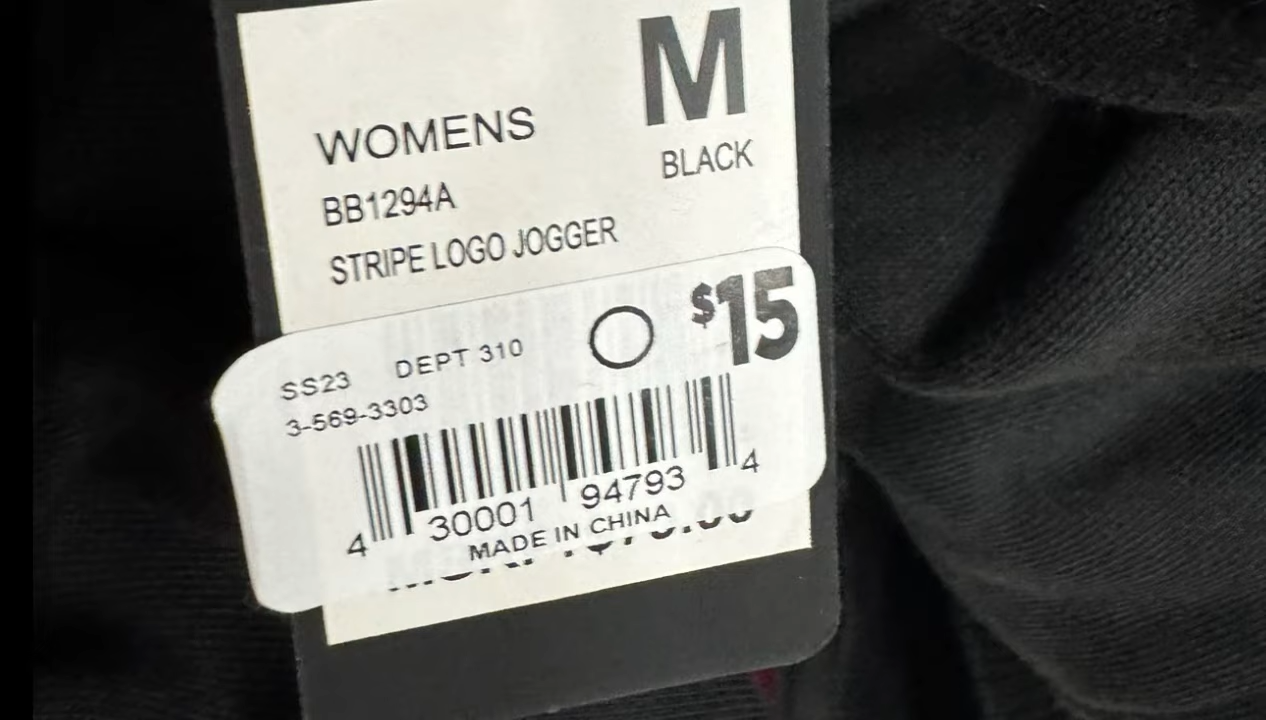 M
WOMENS
BLACK
BB1294A
STRIPE LOGO JOGGER
$15
SS23 DEPT 310
3-569-3303
4 30001 94793 4
MADE IN CHINA